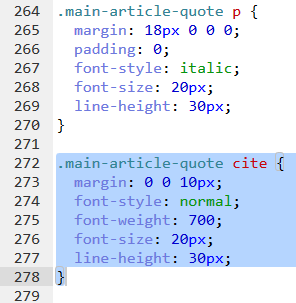 264 .main-article-quote p {
265 margin: 18px 0 0 0;
266 padding: 0;
267 font-style: italic;
268 font-size: 20px;
269 line-height: 30px;
270 }
271
272 .main-article-quote cite {
273 margin: 0 0 10px;
274 font-style: normal;
275 font-weight: 700;
276 font-size: 20px;
277 line-height: 30px;
278 }
279